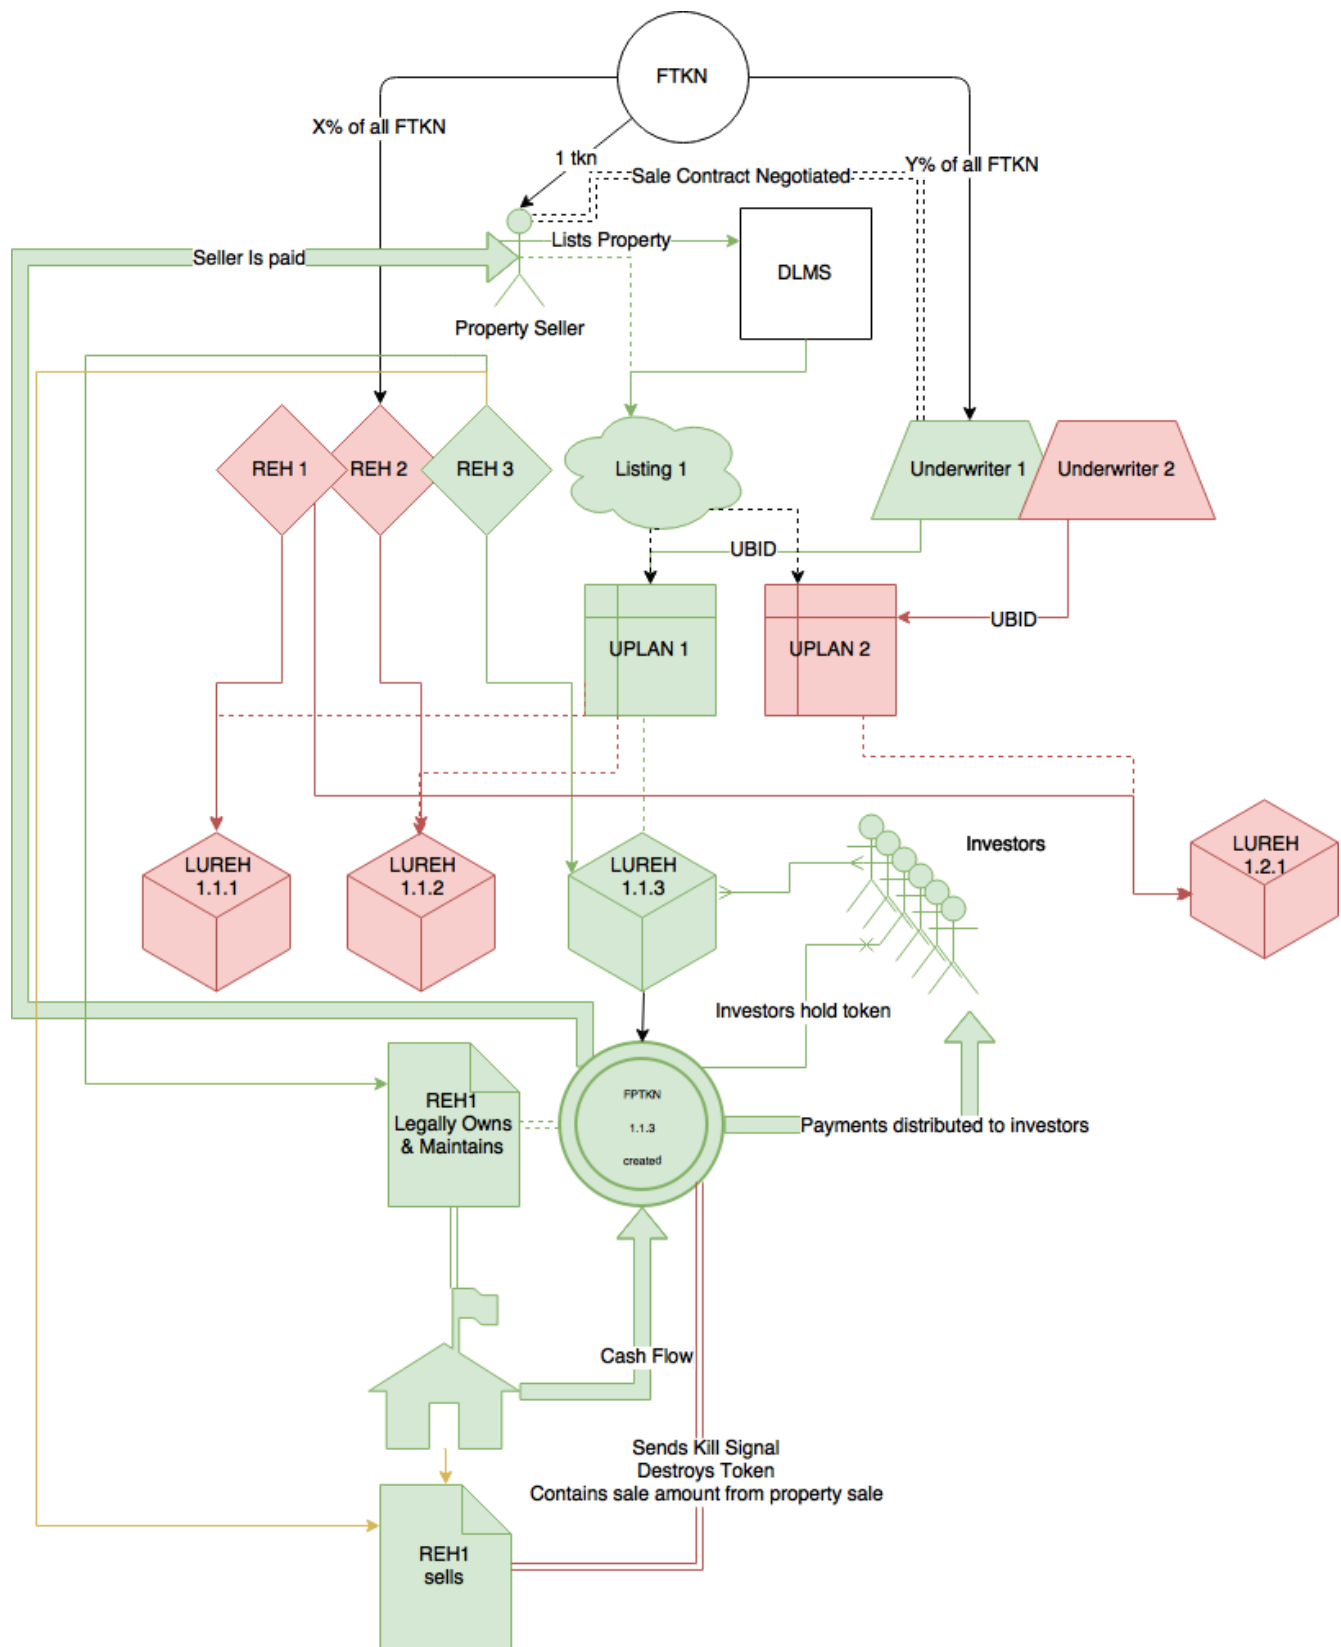 FTKN
X% of all FTKN
1 tkn
Y% of all FTKN
Sale Contract Negotiated
Lists Property
Seller Is paid
DLMS
Property Seller
REH 1
REH 2
REH 3
Listing 1
Underwriter 1
Underwriter 2
UBID
UBID
UPLAN 1
UPLAN 2
Investors
LUREH
1.1.1
LUREH
1.1.2
LUREH
1.1.3
LUREH
1.2.1
Investors hold token
FPTKN
1.1.3
created
REH1
Legally Owns
& Maintains
Payments distributed to investors
Cash Flow
Sends Kill Signal
Destroys Token
Contains sale amount from property sale
REH1
sells